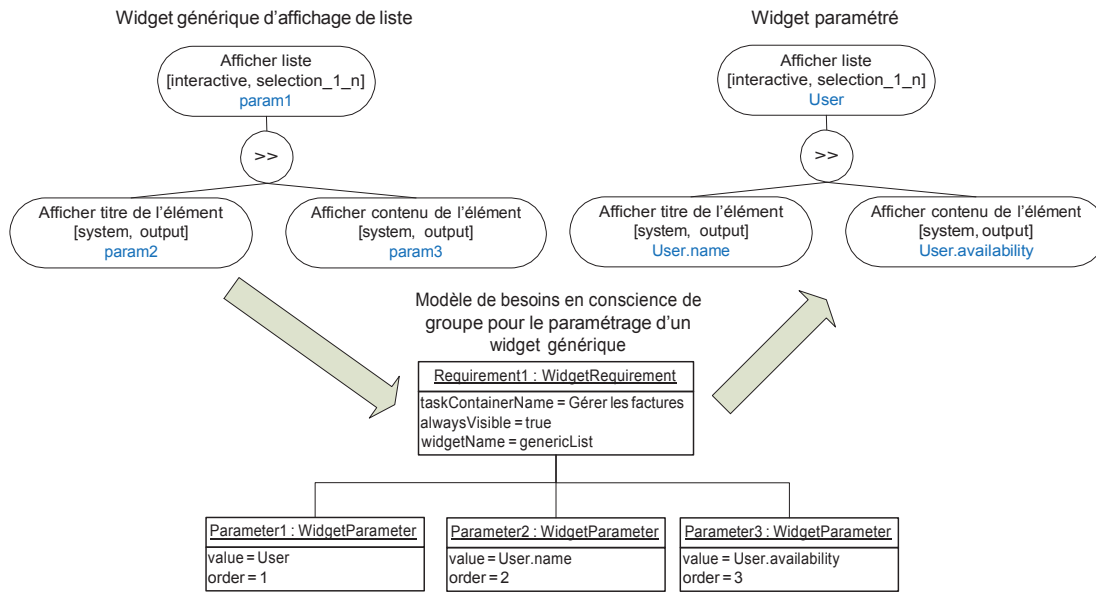 Widget générique d'affichage de liste
Afficher liste
[interactive, selection_1_n]
param1
>>
Afficher titre de l'élément
[system, output]
param2
Afficher contenu de l'élément
[system, output]
param3
Widget paramétré
Afficher liste
[interactive, selection_1_n]
User
>>
Afficher titre de l'élément
[system, output]
User.name
Afficher contenu de l'élément
[system, output]
User.availability
Modèle de besoins en conscience de
groupe pour le paramétrage d'un
widget générique
Requirement1 : WidgetRequirement
taskContainerName = Gérer les factures
alwaysVisible = true
widgetName = genericList
Parameter1 : WidgetParameter
value = User
order = 1
Parameter2 : WidgetParameter
value = User.name
order = 2
Parameter3 : WidgetParameter
value = User.availability
order = 3